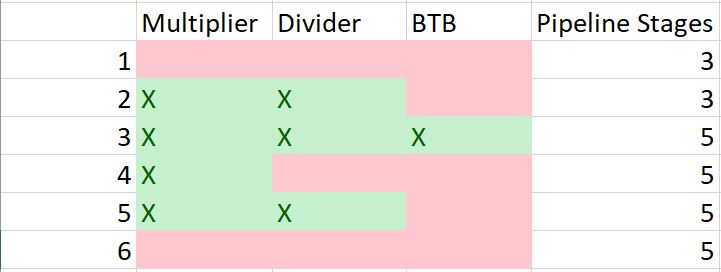 Multiplier Divider BTB Pipeline Stages
1 3
2 X X 3
3 X X X 5
4 X 5
5 X X 5
6 5